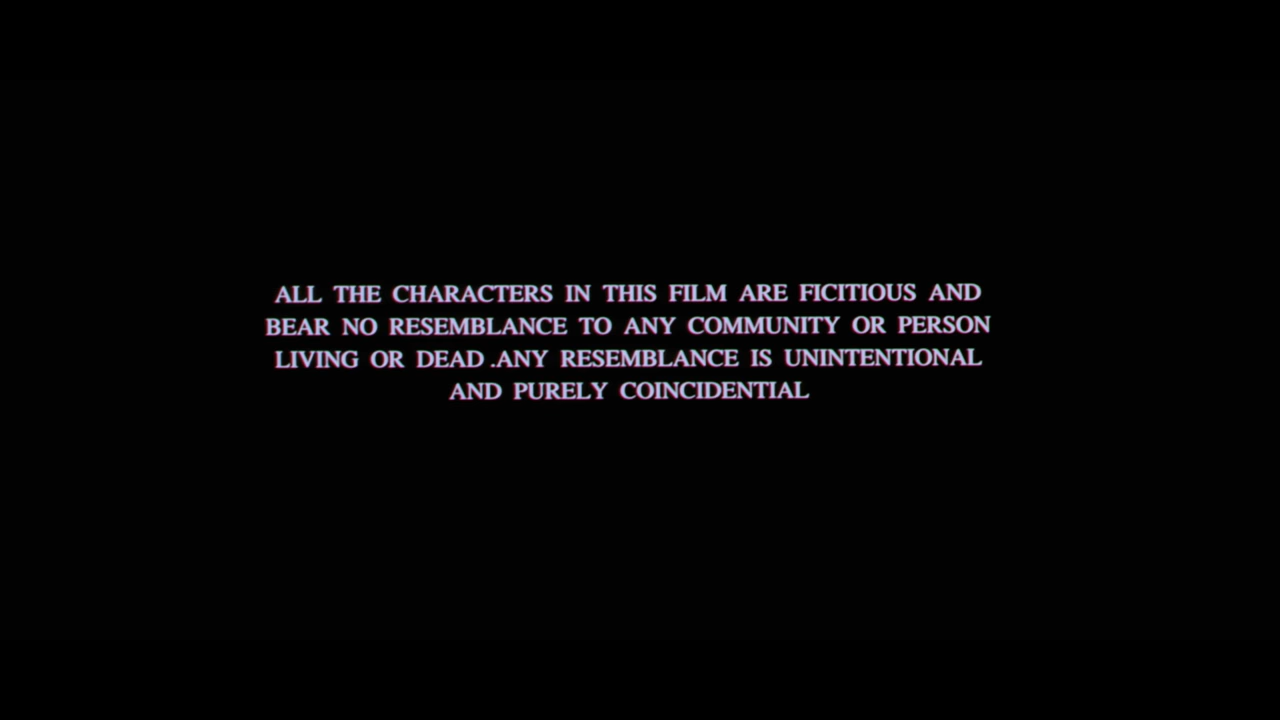 ALL THE CHARACTERS IN THIS FILM ARE FICITIOUS AND
BEAR NO RESEMBLANCE TO ANY COMMUNITY OR PERSON
LIVING OR DEAD .ANY RESEMBLANCE IS UNINTENTIONAL
AND PURELY COINCIDENTIAL